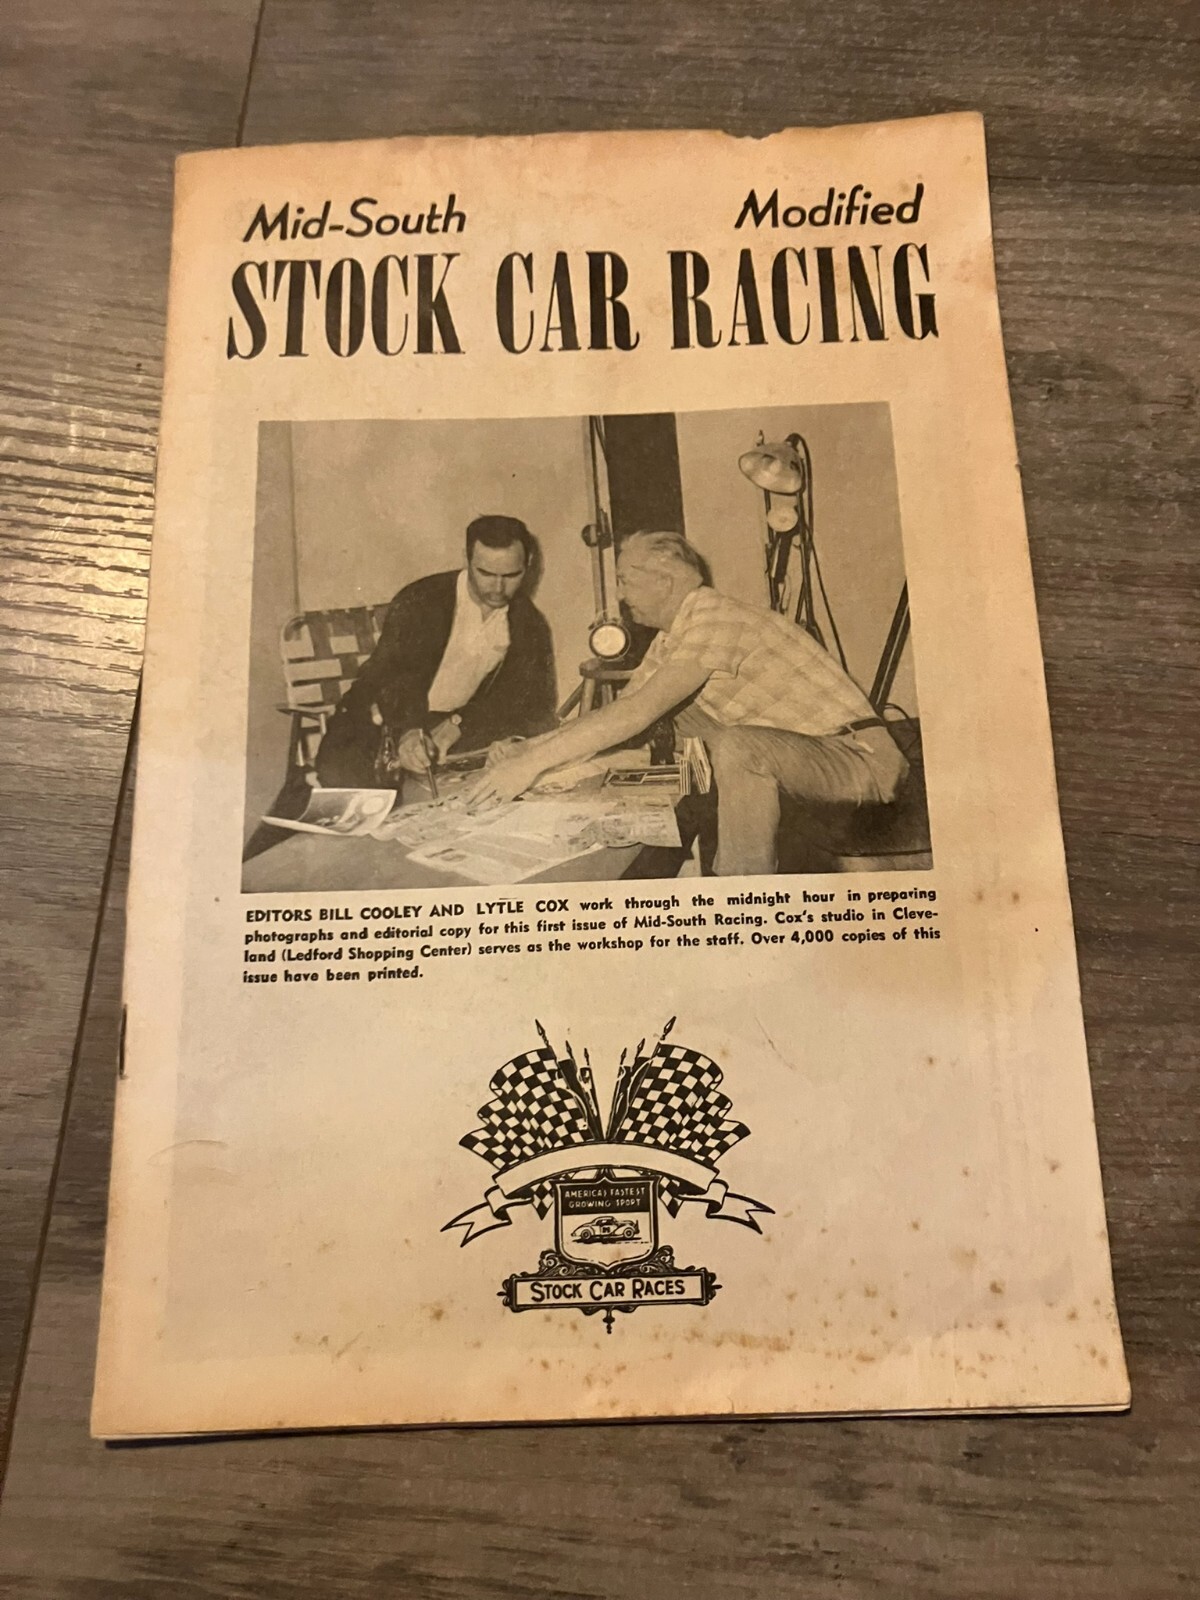 Mid-South Modified
STOCK CAR RACING
EDITORS BILL COOLEY AND LYTLE COX work through the midnight hour in preparing
photographs and editorial copy for this first issue of Mid-South Racing. Cox's studio in Cleve-
land (Ledford Shopping Center) serves as the workshop for the staff. Over 4,000 copies of this
issue have been printed.
AMERICA'S FASTEST
GROWING SPORT
STOCK CAR RACES